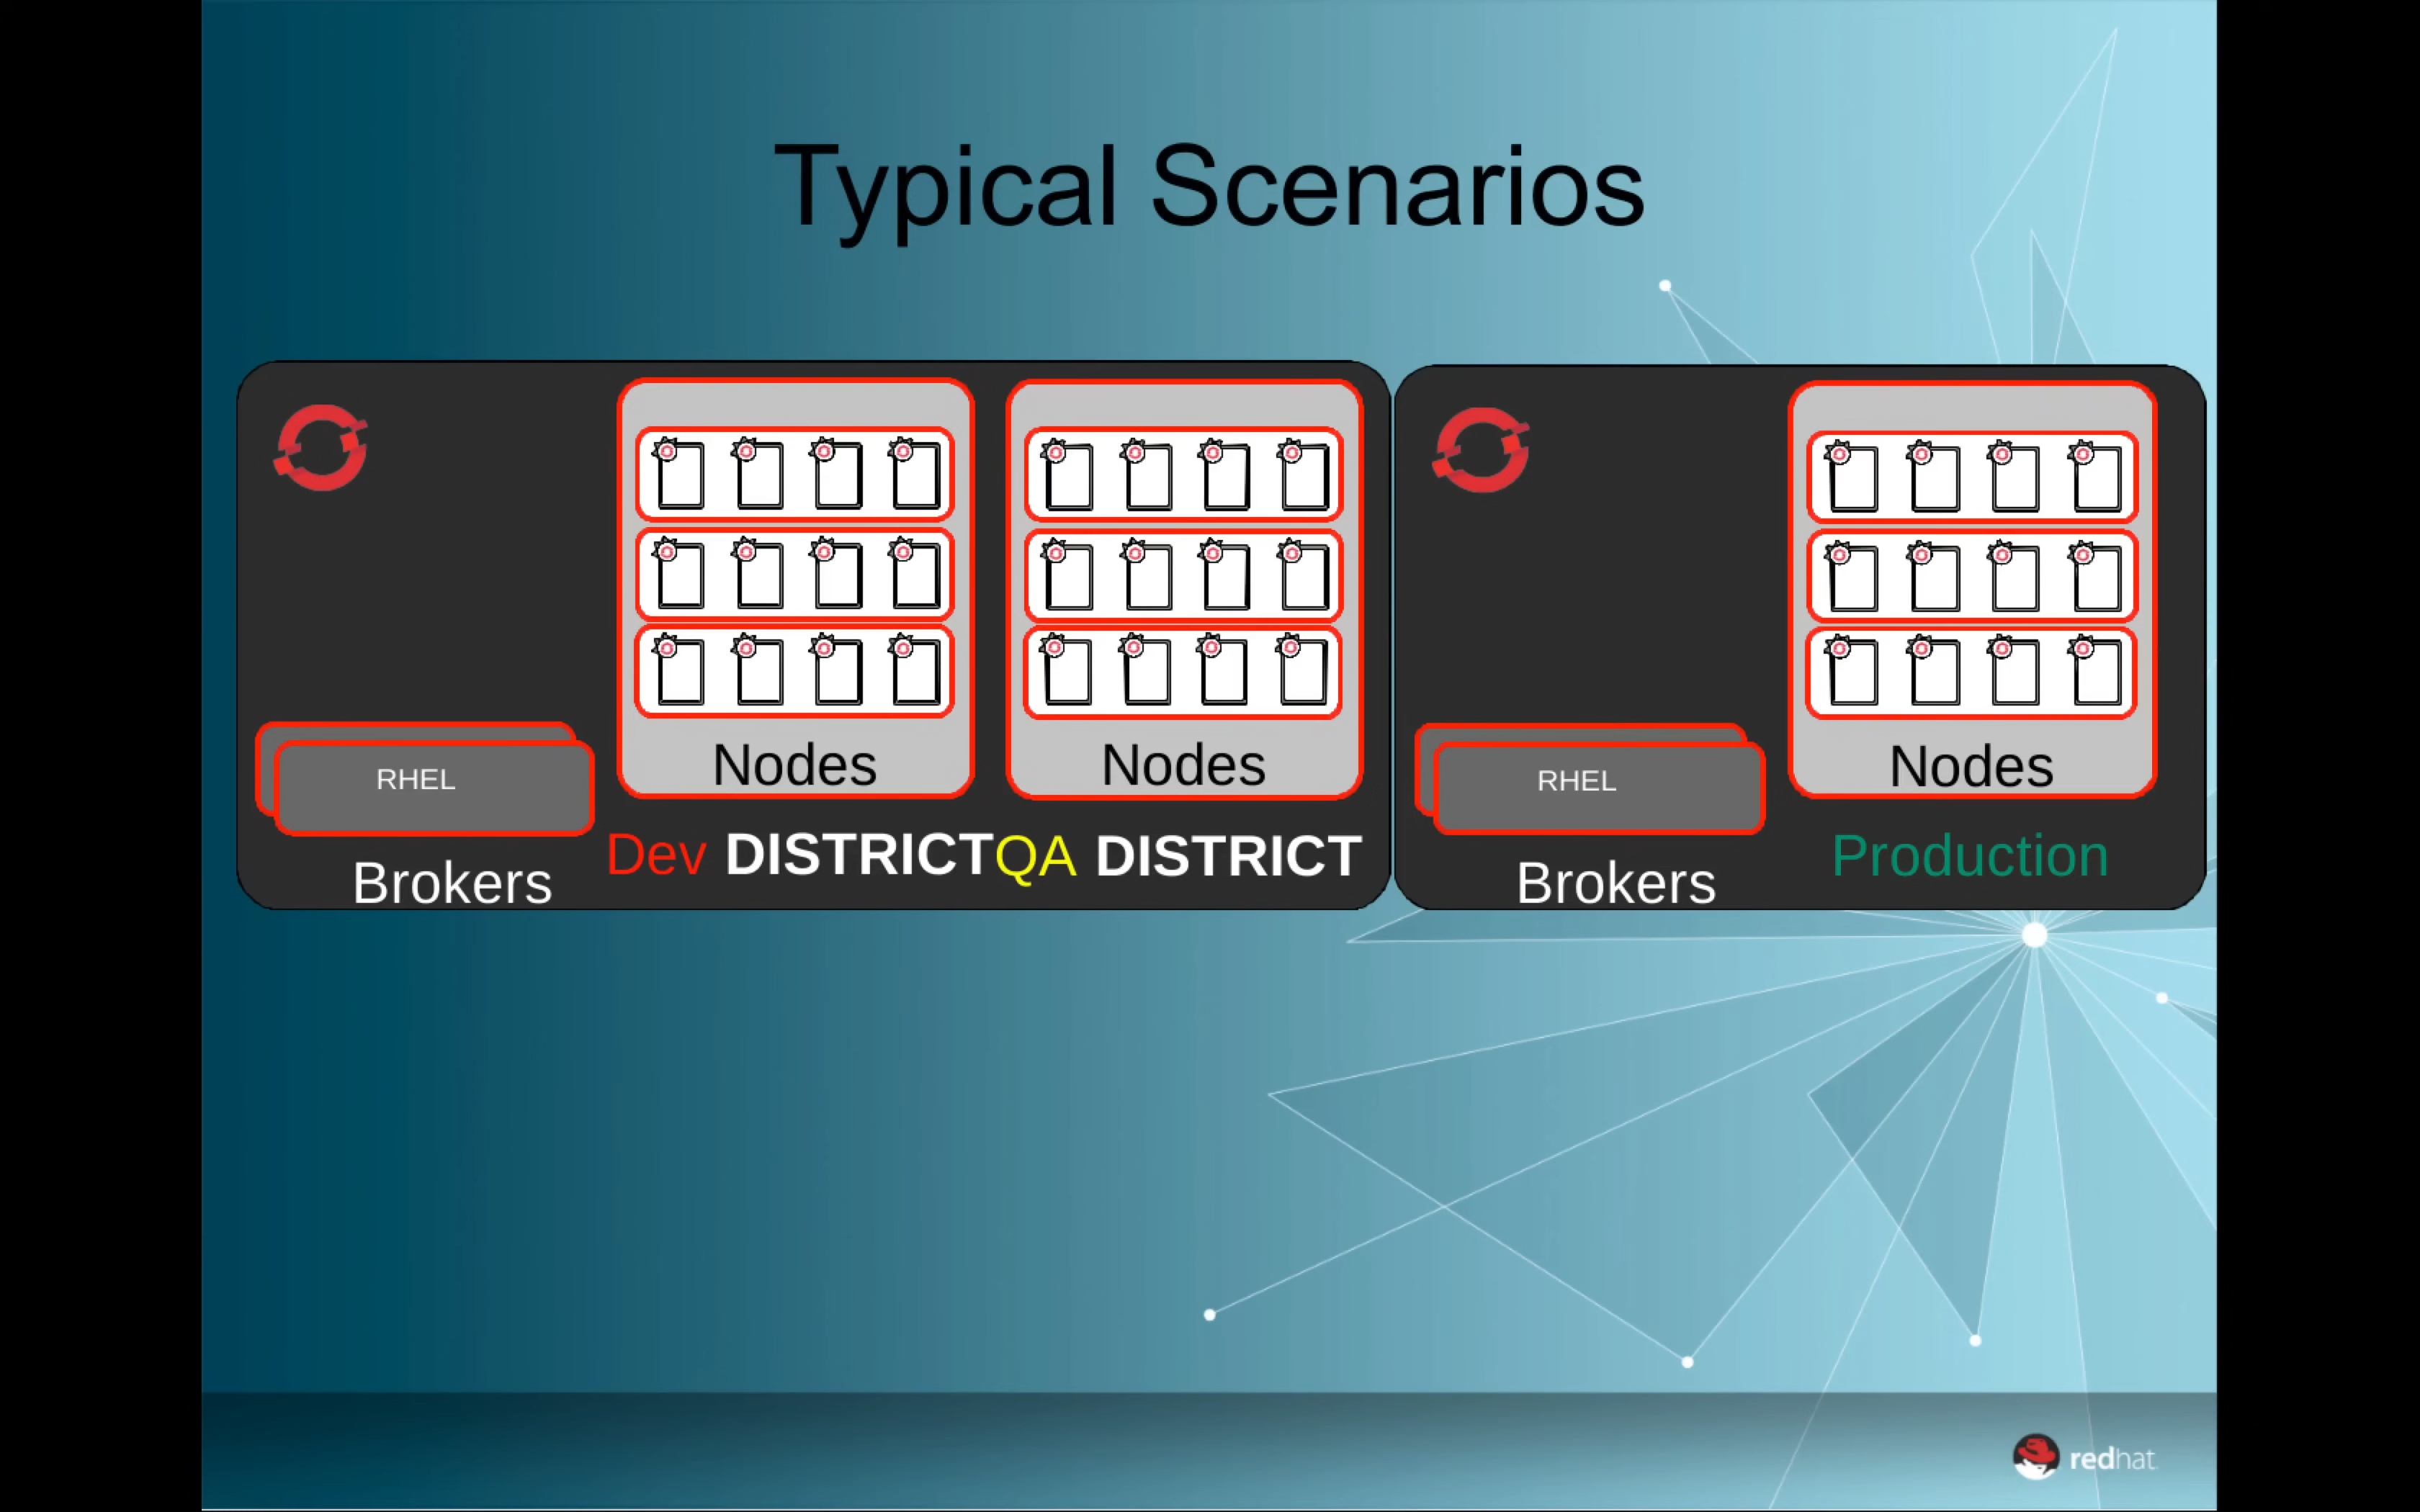 Typical Scenarios
RHEL
Brokers
Nodes
Dev DISTRICT
Nodes
QA DISTRICT
RHEL
Brokers
Nodes
Production
redhat